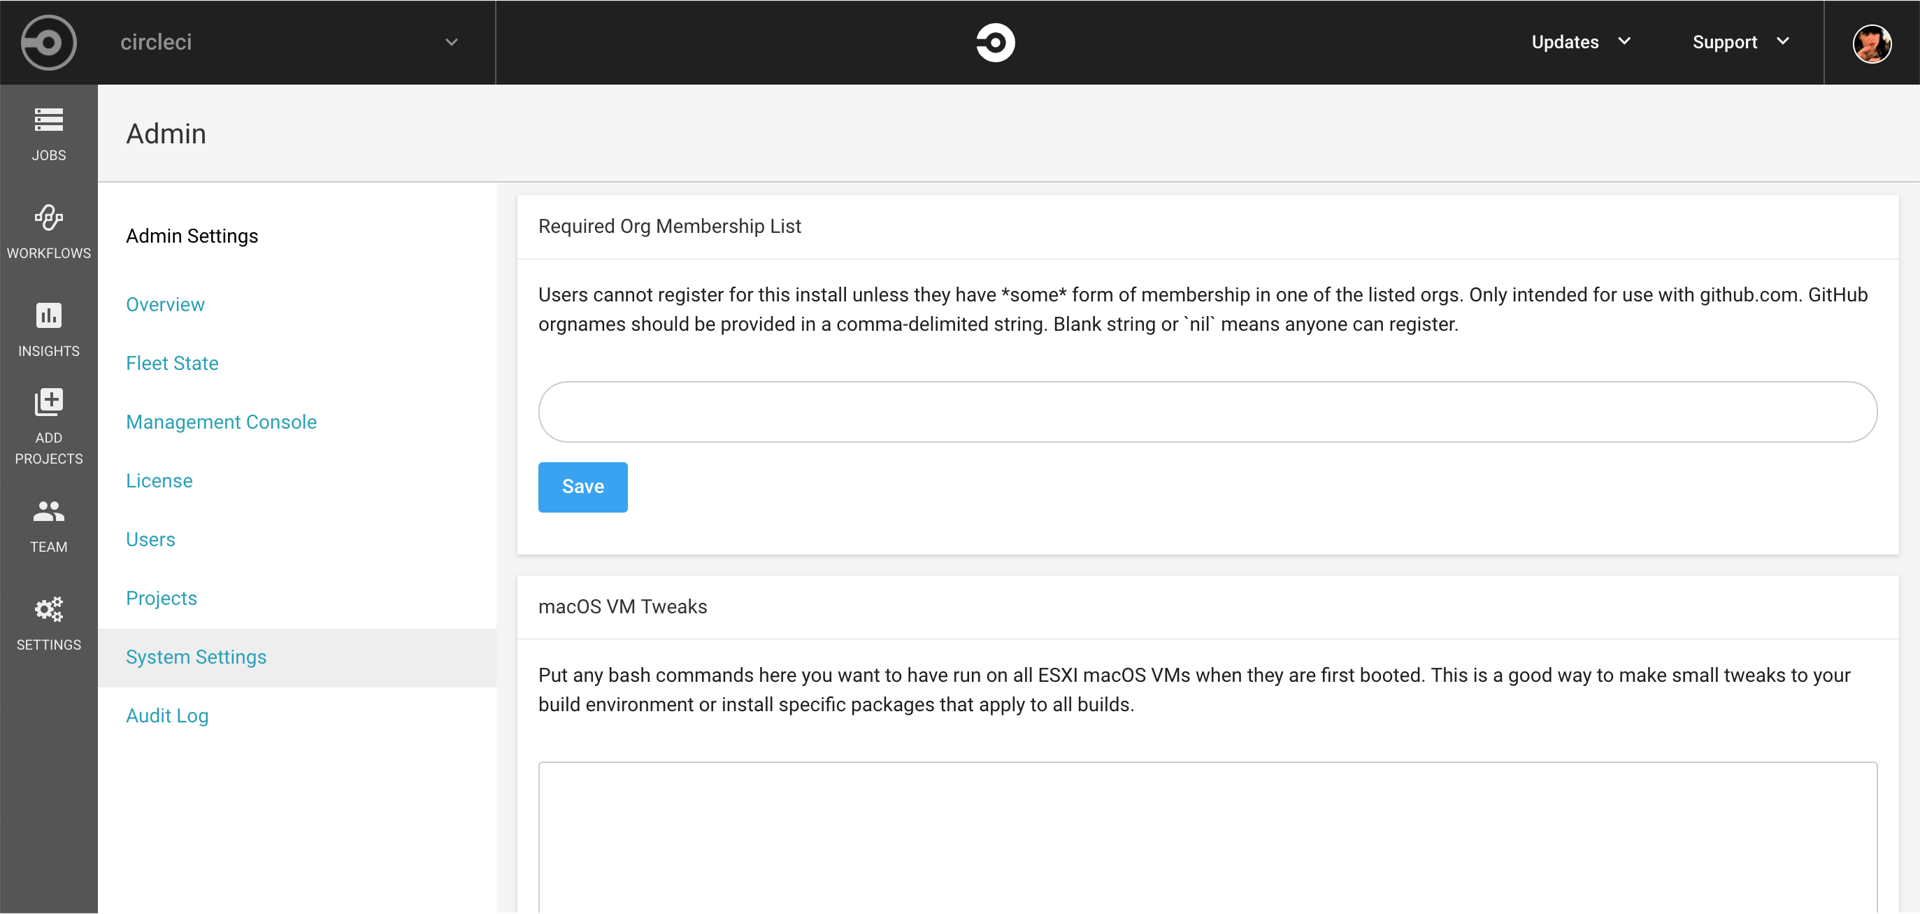 circleci
Updates
Support
JOBS
WORKFLOWS
INSIGHTS
ADD
PROJECTS
TEAM
SETTINGS
Admin
Admin Settings
Overview
Fleet State
Management Console
License
Users
Projects
System Settings
Audit Log
Required Org Membership List
Users cannot register for this install unless they have *some* form of membership in one of the listed orgs. Only intended for use with github.com. GitHub
orgnames should be provided in a comma-delimited string. Blank string or `nil` means anyone can register.
Save
macOS VM Tweaks
Put any bash commands here you want to have run on all ESXI macOS VMs when they are first booted. This is a good way to make small tweaks to your
build environment or install specific packages that apply to all builds.